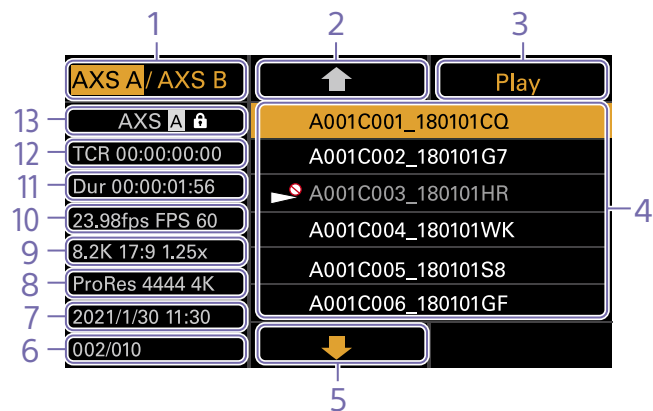 1 2 3
AXS A / AXS B
Play
13 AXS A
A001C001_180101CQ
12 TCR 00:00:00:00
A001C002_180101G7
11 Dur 00:00:01:56
A001C003_180101HR
4
10 23.98fps FPS 60
A001C004_180101WK
9 8.2K 17:9 1.25x
A001C005_180101S8
8 ProRes 4444 4K
A001C006_180101GF
7 2021/1/30 11:30
6 002/010
5